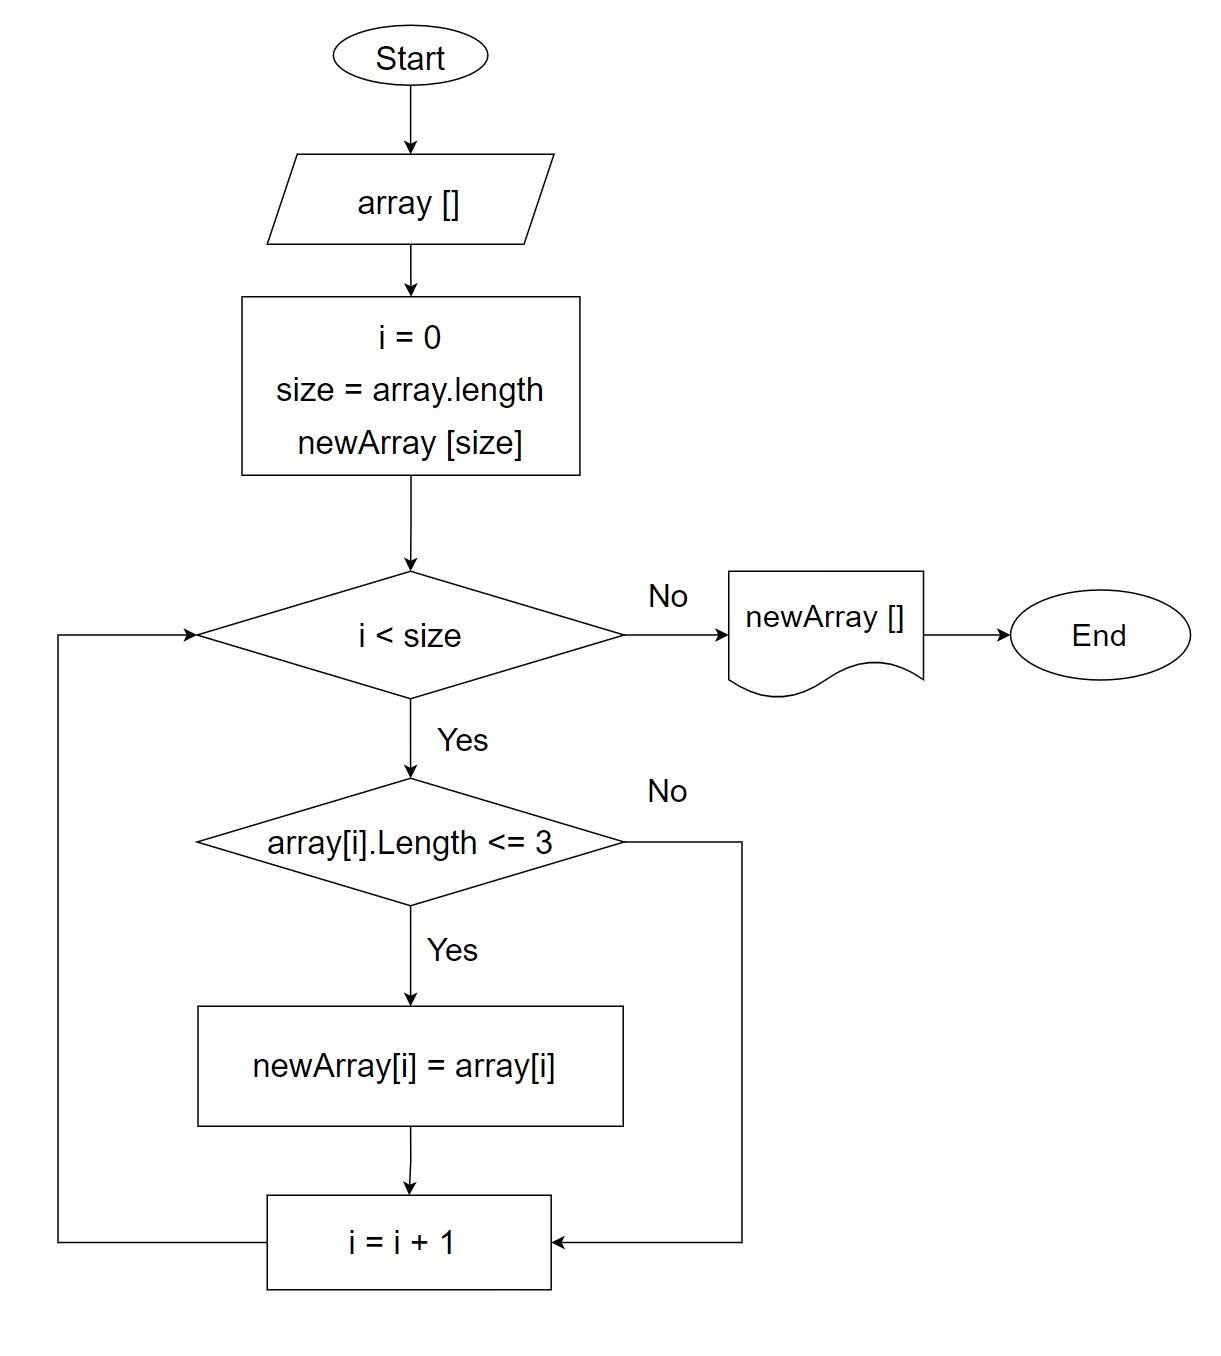 Start
array []
i = 0
size = array.length
newArray [size]
i < size
No
newArray []
End
Yes
array[i].Length <= 3
No
Yes
newArray[i] = array[i]
i = i + 1